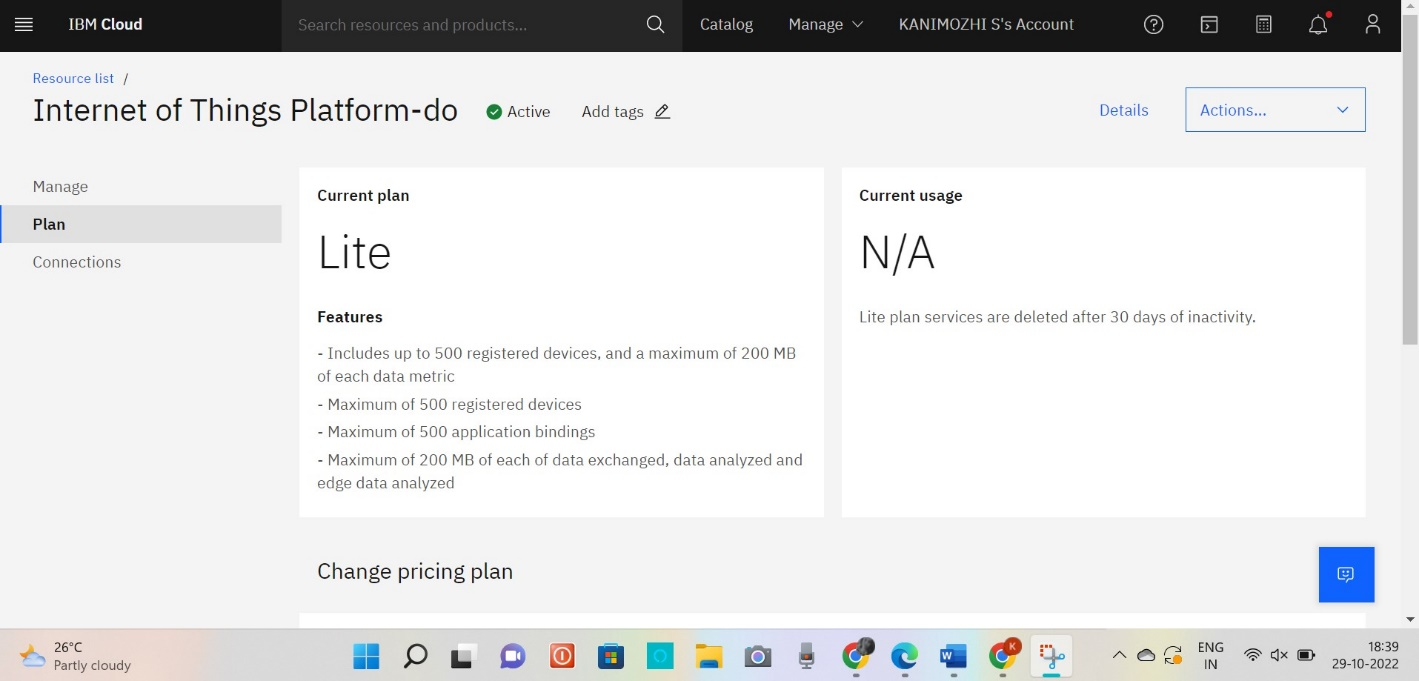 IBM Cloud
Search resources and products...
Catalog
Manage
KANIMOZHI S's Account
Resource list /
Internet of Things Platform-do
Active
Add tags
Details
Actions...
Manage
Plan
Connections
Current plan
Lite
Features
- Includes up to 500 registered devices, and a maximum of 200 MB
of each data metric
- Maximum of 500 registered devices
- Maximum of 500 application bindings
- Maximum of 200 MB of each of data exchanged, data analyzed and
edge data analyzed
Current usage
N/A
Lite plan services are deleted after 30 days of inactivity.
Change pricing plan
26°C
Partly cloudy
K
ENG
IN
18:39
29-10-2022